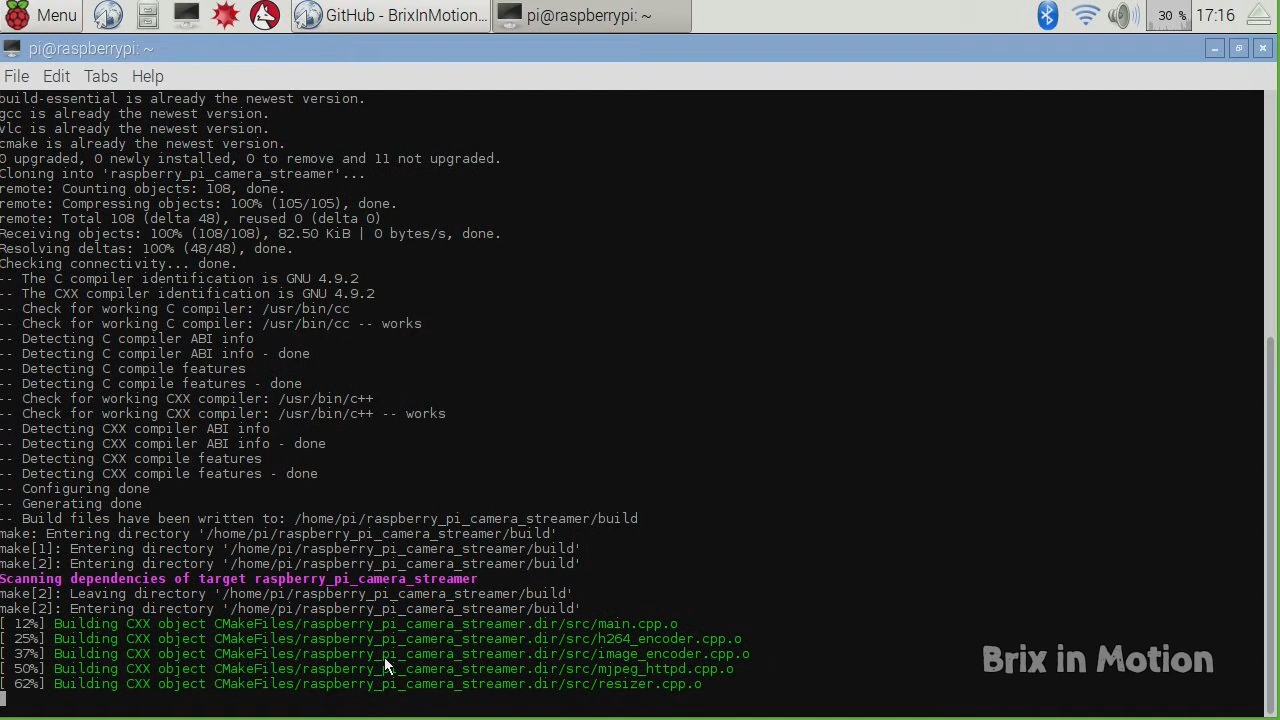 Menu
GitHub - BrixInMotion...
pi@raspberrypi: ~
30 %
17:16
pi@raspberrypi: ~
File Edit Tabs Help
build-essential is already the newest version.
gcc is already the newest version.
vlc is already the newest version.
cmake is already the newest version.
0 upgraded, 0 newly installed, 0 to remove and 11 not upgraded.
Cloning into 'raspberry_pi_camera_streamer'...
remote: Counting objects: 108, done.
remote: Compressing objects: 100% (105/105), done.
remote: Total 108 (delta 48), reused 0 (delta 0)
Receiving objects: 100% (108/108), 82.50 KiB | 0 bytes/s, done.
Resolving deltas: 100% (48/48), done.
Checking connectivity... done.
-- The C compiler identification is GNU 4.9.2
-- The CXX compiler identification is GNU 4.9.2
-- Check for working C compiler: /usr/bin/cc
-- Check for working C compiler: /usr/bin/cc -- works
-- Detecting C compiler ABI info
-- Detecting C compiler ABI info - done
-- Detecting C compile features
-- Detecting C compile features - done
-- Check for working CXX compiler: /usr/bin/c++
-- Check for working CXX compiler: /usr/bin/c++ -- works
-- Detecting CXX compiler ABI info
-- Detecting CXX compiler ABI info - done
-- Detecting CXX compile features
-- Detecting CXX compile features - done
-- Configuring done
-- Generating done
-- Build files have been written to: /home/pi/raspberry_pi_camera_streamer/build
make: Entering directory '/home/pi/raspberry_pi_camera_streamer/build'
make[1]: Entering directory '/home/pi/raspberry_pi_camera_streamer/build'
make[2]: Entering directory '/home/pi/raspberry_pi_camera_streamer/build'
Scanning dependencies of target raspberry_pi_camera_streamer
make[2]: Leaving directory '/home/pi/raspberry_pi_camera_streamer/build'
make[2]: Entering directory '/home/pi/raspberry_pi_camera_streamer/build'
[ 12%] Building CXX object CMakeFiles/raspberry_pi_camera_streamer.dir/src/main.cpp.o
[ 25%] Building CXX object CMakeFiles/raspberry_pi_camera_streamer.dir/src/h264_encoder.cpp.o
[ 37%] Building CXX object CMakeFiles/raspberry_pi_camera_streamer.dir/src/image_encoder.cpp.o
[ 50%] Building CXX object CMakeFiles/raspberry_pi_camera_streamer.dir/src/mjpeg_httpd.cpp.o
[ 62%] Building CXX object CMakeFiles/raspberry_pi_camera_streamer.dir/src/resizer.cpp.o
Brix in Motion